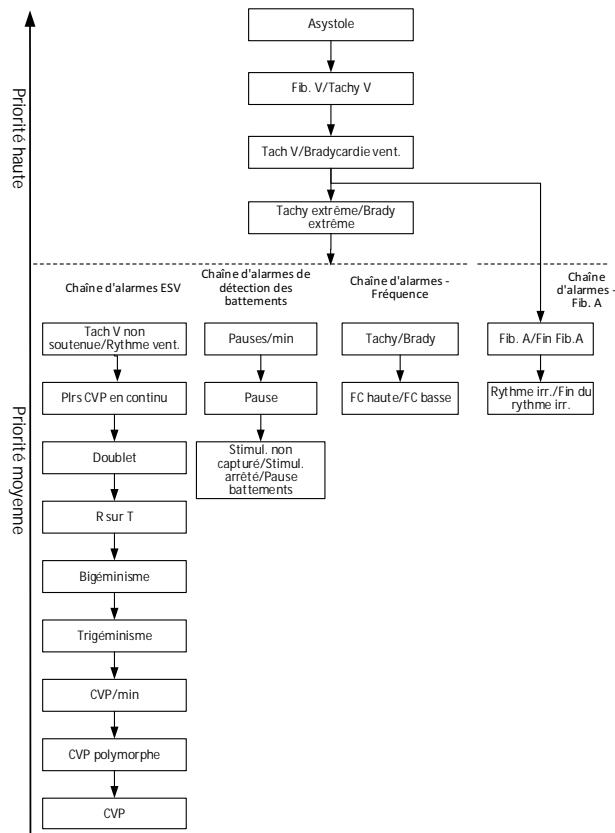 Asystole
Fib. V/Tachy V
Priorité haute
Tach V/Bradycardie vent.
Tachy extrême/Brady
extrême
Chaîne d'alarmes ESV
Chaîne d'alarmes de
détection des
battements
Chaîne d'alarmes -
Fréquence
Chaîne
d'alarmes -
Fib. A
Tach V non
soutenue/Rythme vent.
Pauses/min
Tachy/Brady
Fib. A/Fin Fib.A
Plrs CVP en continu
Pause
FC haute/FC basse
Rythme irr./Fin du
rythme irr.
Priorité moyenne
Doublet
Stimul. non
capturé/Stimul.
arrêté/Pause
battements
R sur T
Bigéminisme
Trigéminisme
CVP/min
CVP polymorphe
CVP